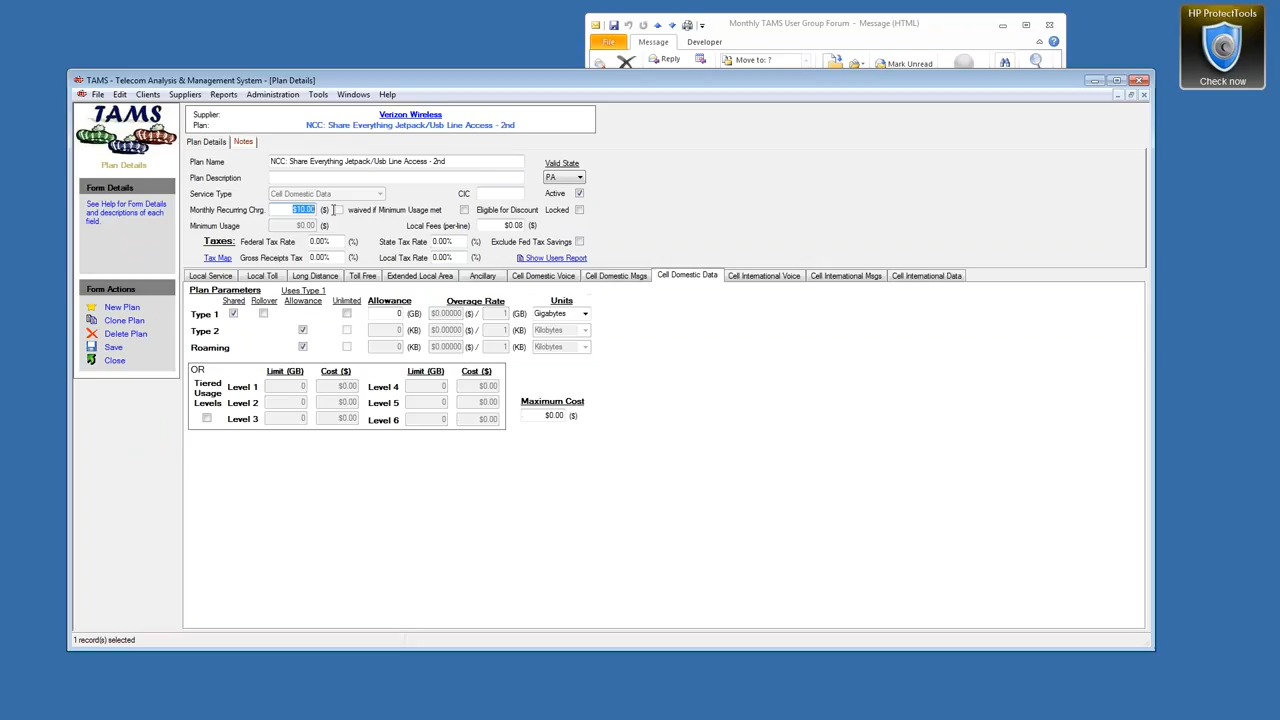 HP ProtectTools
Check now
Monthly TAMS User Group Forum - Message (HTML)
File Message Developer
Reply Move to: ? Mark Unread
TAMS - Telecom Analysis & Management System - [Plan Details]
File Edit Clients Suppliers Reports Administration Tools Windows Help
TAMS
Plan Details
Form Details
See Help for Form Details
and descriptions of each
field.
Form Actions
New Plan
Clone Plan
Delete Plan
Save
Close
Supplier: Verizon Wireless
Plan: NCC: Share Everything Jetpack/Usb Line Access - 2nd
Plan Details Notes
Plan Name NCC: Share Everything Jetpack/Usb Line Access - 2nd Valid State
Plan Description PA
Service Type Cell Domestic Data CIC Active
Monthly Recurring Chrg. $10.00 ($) waived if Minimum Usage met Eligible for Discount Locked
Minimum Usage $0.00 ($) Local Fees (per-line) $0.08 ($)
Taxes: Federal Tax Rate 0.00% (%) State Tax Rate 0.00% (%) Exclude Fed Tax Savings
Tax Map Gross Receipts Tax 0.00% (%) Local Tax Rate 0.00% (%) Show Users Report
Local Service Local Toll Long Distance Toll Free Extended Local Area Ancillary Cell Domestic Voice Cell Domestic Msgs Cell Domestic Data Cell International Voice Cell International Msgs Cell International Data
Plan Parameters Uses Type 1
Shared Rollover Allowance Unlimited Allowance Overage Rate Units
Type 1 0 (GB) $0.00000 ($) / 1 (GB) Gigabytes
Type 2 0 (KB) $0.00000 ($) / 1 (KB) Kilobytes
Roaming 0 (KB) $0.00000 ($) / 1 (KB) Kilobytes
OR Limit (GB) Cost ($) Limit (GB) Cost ($)
Tiered
Usage
Levels
Level 1 0 $0.00 Level 4 0 $0.00
Level 2 0 $0.00 Level 5 0 $0.00
Level 3 0 $0.00 Level 6 0 $0.00
Maximum Cost
$0.00 ($)
1 record(s) selected